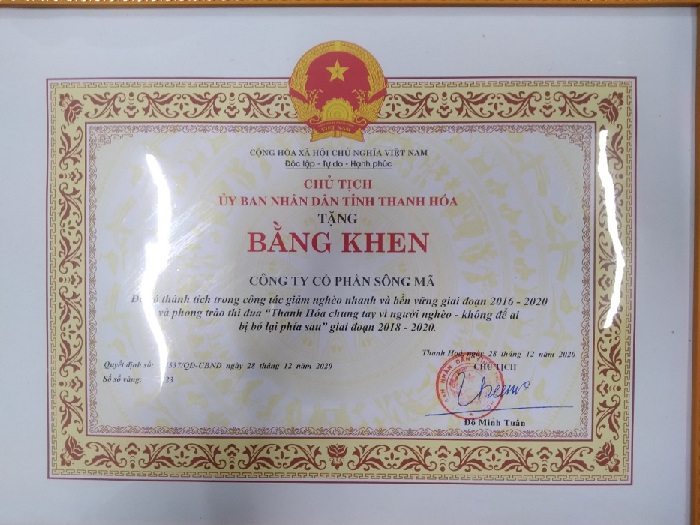 CỘNG HÒA XÃ HỘI CHỦ NGHĨA VIỆT NAM
Độc lập - Tự do - Hạnh phúc
CHỦ TỊCH
ỦY BAN NHÂN DÂN TỈNH THANH HÓA
TẶNG
BẰNG KHEN
CÔNG TY CỔ PHẦN SÔNG MÃ
thành tích trong công tác giảm nghèo nhanh và bền vững giai đoạn 2016 - 2020
và phong trào thi đua "Thanh Hóa chung tay vì người nghèo - không để ai
bị bỏ lại phía sau" giai đoạn 2018 - 2020.
Thanh Hoá, ngày 28 tháng 12 năm 2020
Quyết định số: /QĐ-UBND ngày 28 tháng 12 năm 2020
CHỦ TỊCH
Số sổ vàng:
Đỗ Minh Tuấn